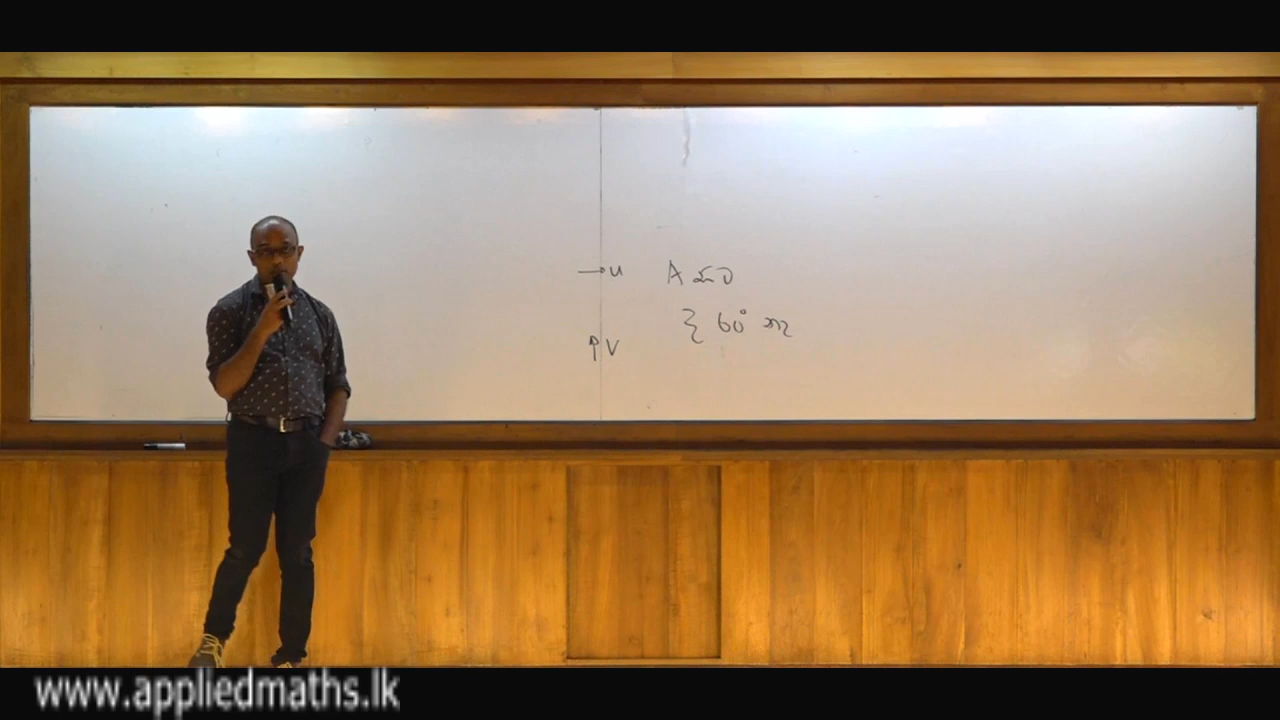 → u A සිට
60°
↑ V
www.appliedmaths.lk